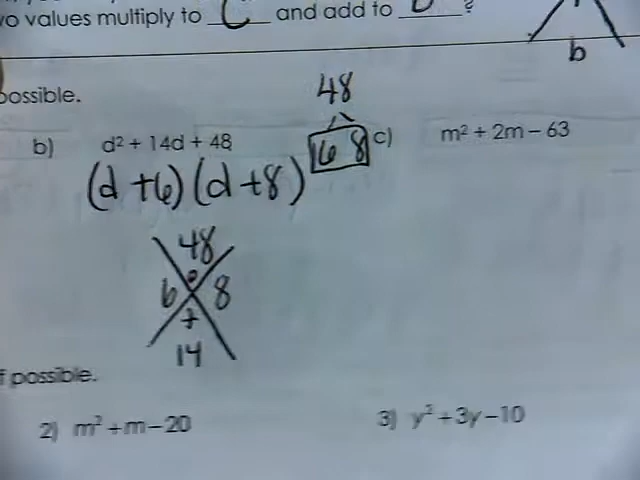 values multiply to C and add to b ?
b
possible.
48
b) d² + 14d + 48
6 8
c) m² + 2m – 63
(d +6)(d +8)
48
6 • 8
+
14
if possible.
2) m² + m – 20
3) y² + 3y – 10